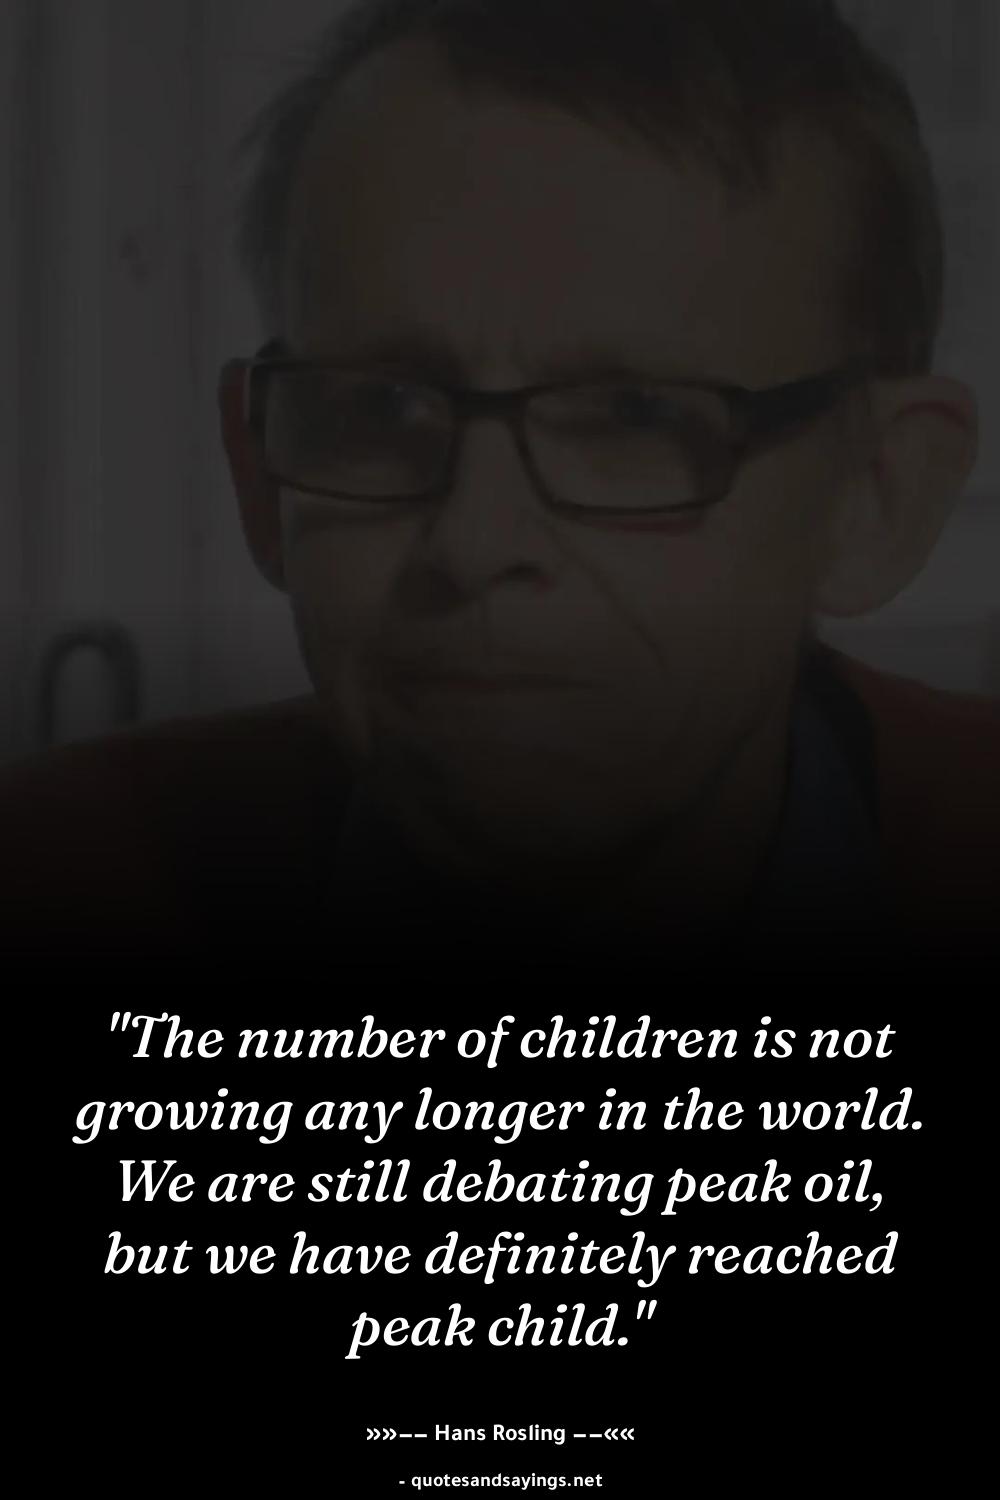 "The number of children is not
growing any longer in the world.
We are still debating peak oil,
but we have definitely reached
peak child."
»»–– Hans Rosling ––««
- quotesandsayings.net